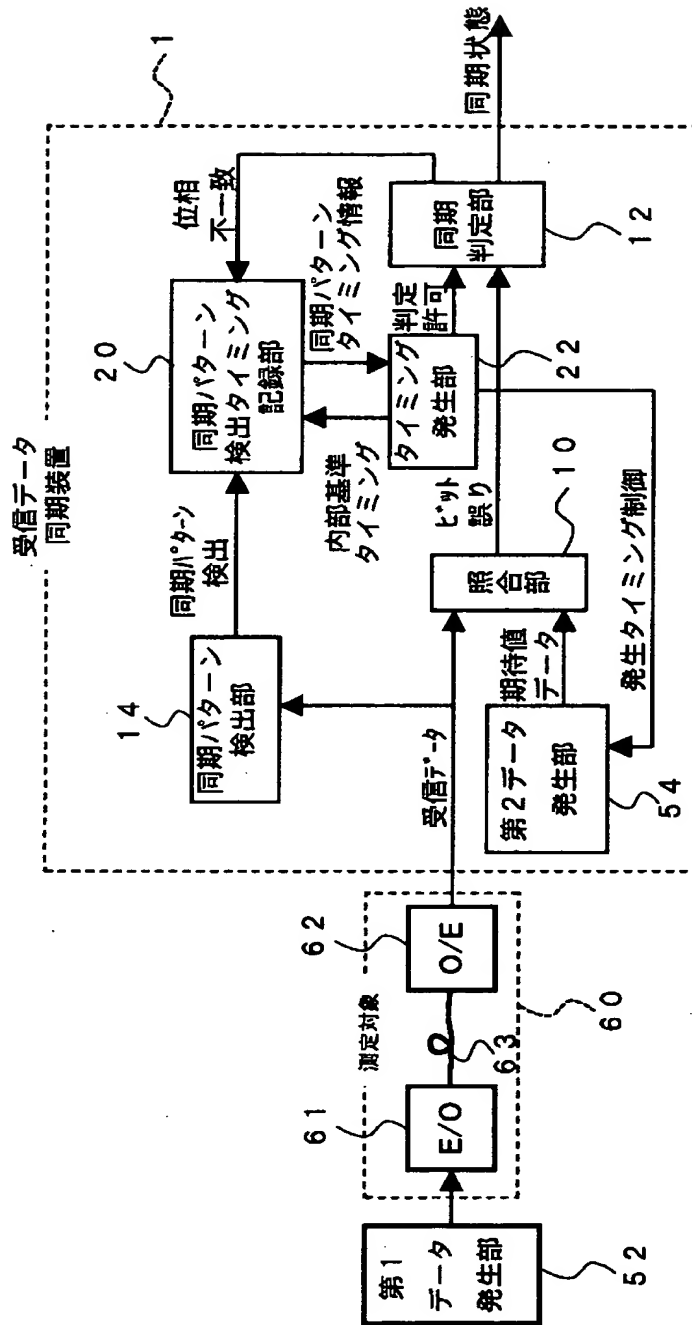 受信データ
同期装置
1
同期パターン
検出タイミング
記録部
20
位相
不一致
同期パターン
検出
同期パターン
検出部
14
同期パターン
タイミング情報
内部基準
タイミング
タイミング
発生部
22
判定
許可
同期
判定部
12
同期状態
ビット
誤り
照合部
10
受信データ
期待値
データ
第2データ
発生部
54
発生タイミング制御
測定対象
61
E/O
63
62
O/E
60
第1
データ
発生部
52